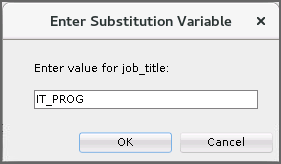 Enter Substitution Variable
Enter value for job_title:
IT_PROG
OK Cancel